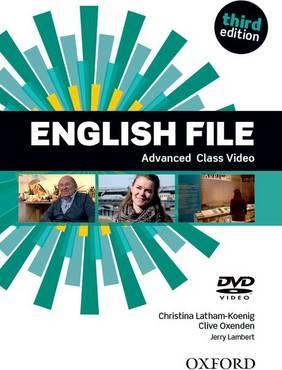 third
edition
ENGLISH FILE
Advanced Class Video
DVD
VIDEO
Christina Latham-Koenig
Clive Oxenden
Jerry Lambert
OXFORD